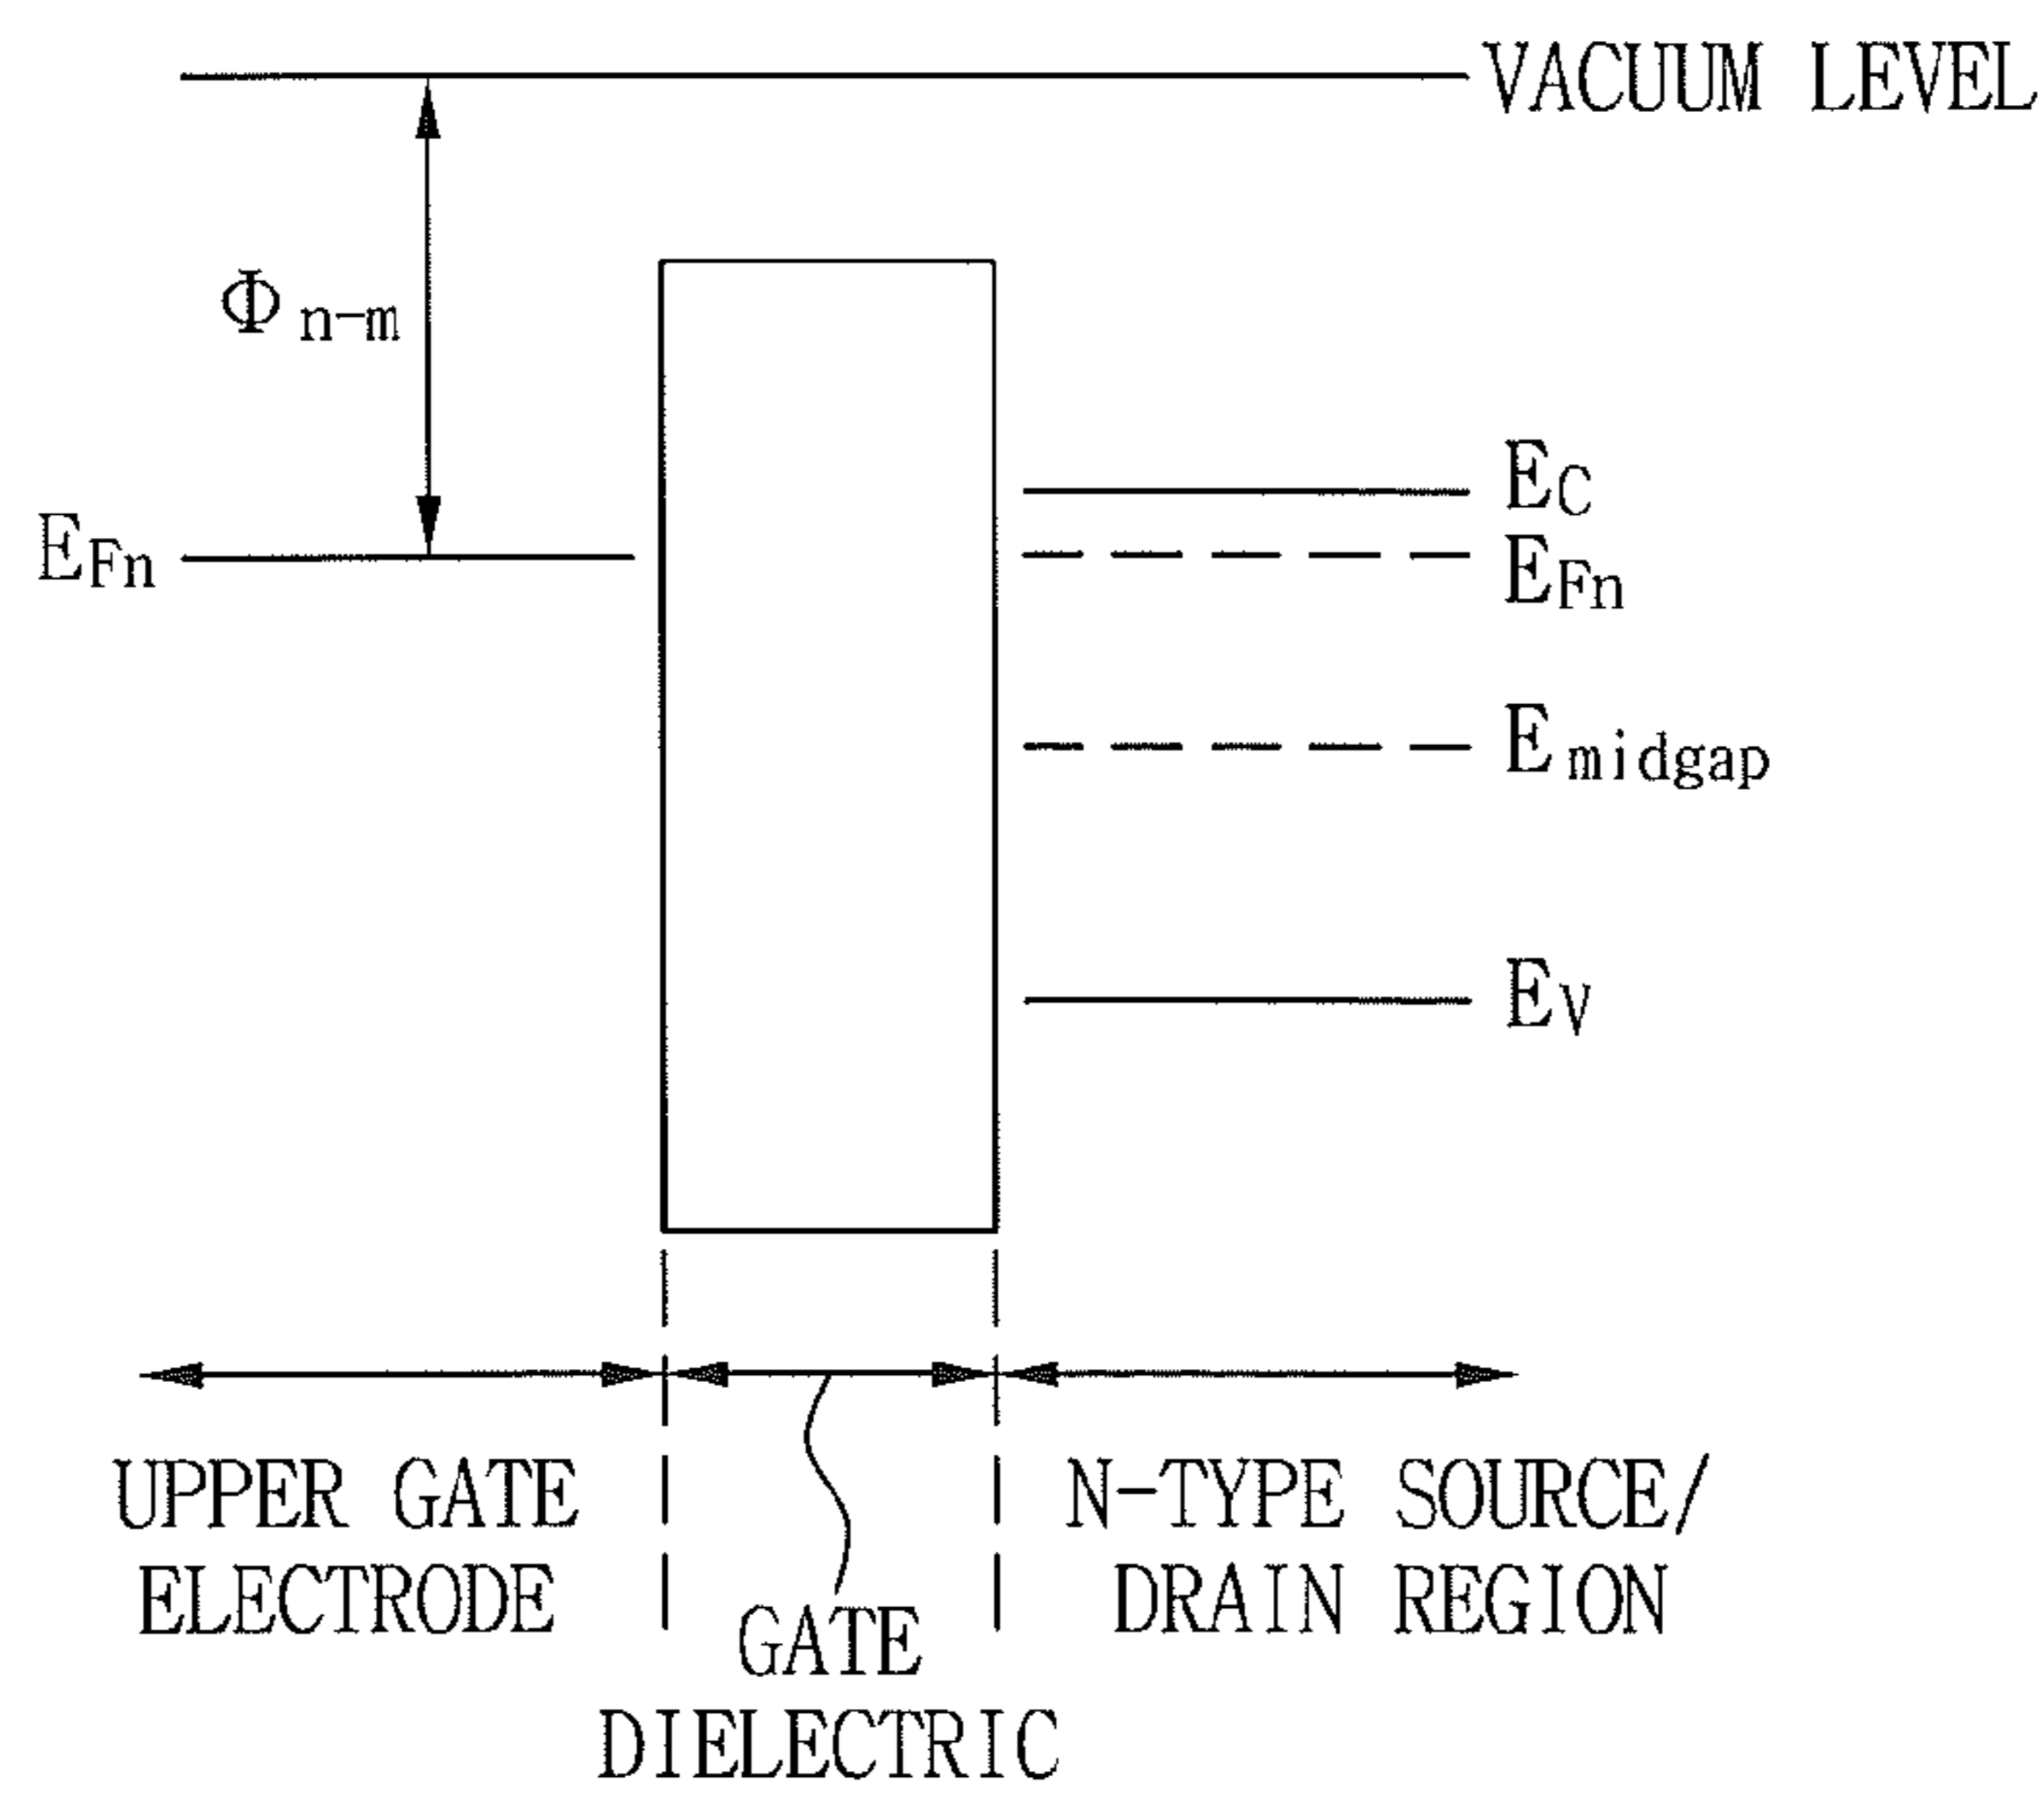 VACUUM LEVEL
Φn-m
EC
EFn
EFn
Emidgap
EV
UPPER GATE
ELECTRODE
GATE
DIELECTRIC
N-TYPE SOURCE/
DRAIN REGION